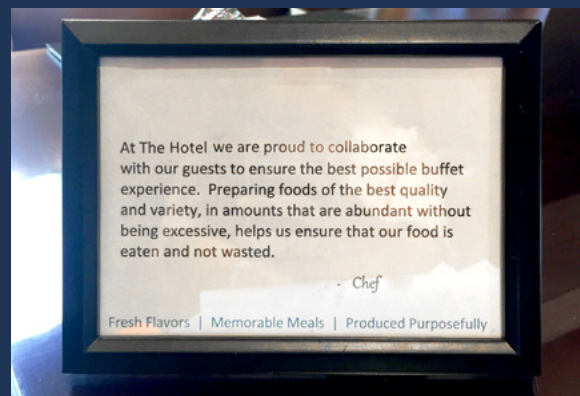 At The Hotel we are proud to collaborate
with our guests to ensure the best possible buffet
experience. Preparing foods of the best quality
and variety, in amounts that are abundant without
being excessive, helps us ensure that our food is
eaten and not wasted.
- Chef
Fresh Flavors | Memorable Meals | Produced Purposefully